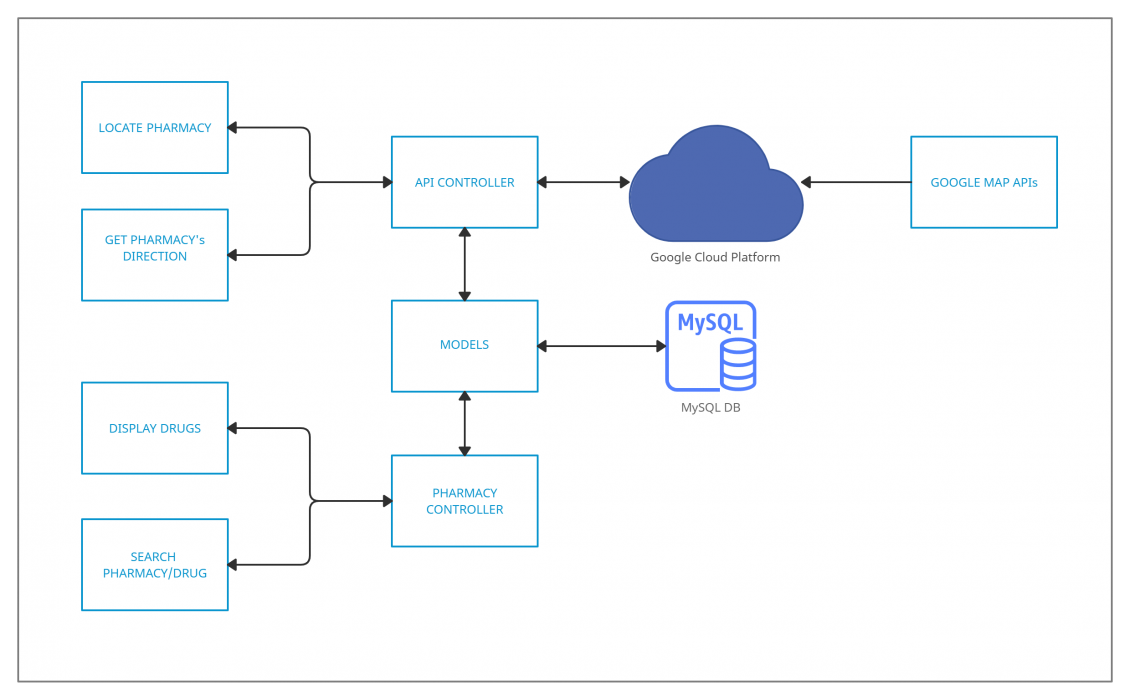 LOCATE PHARMACY
GET PHARMACY's
DIRECTION
API CONTROLLER
Google Cloud Platform
GOOGLE MAP APIs
MODELS
MySQL
MySQL DB
DISPLAY DRUGS
SEARCH
PHARMACY/DRUG
PHARMACY
CONTROLLER